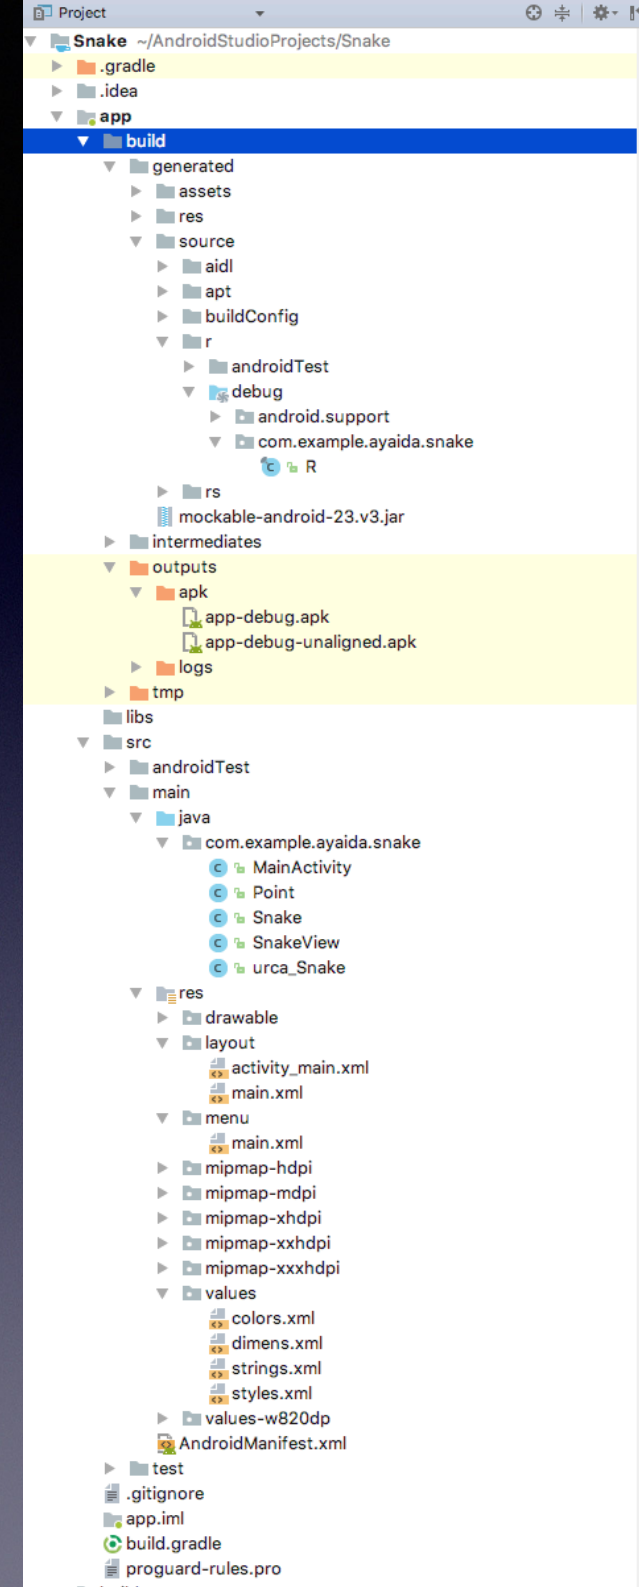 Project
Snake ~/AndroidStudioProjects/Snake
.gradle
.idea
app
build
generated
assets
res
source
aidl
apt
buildConfig
r
androidTest
debug
android.support
com.example.ayaida.snake
R
rs
mockable-android-23.v3.jar
intermediates
outputs
apk
app-debug.apk
app-debug-unaligned.apk
logs
tmp
libs
src
androidTest
main
java
com.example.ayaida.snake
MainActivity
Point
Snake
SnakeView
urca_Snake
res
drawable
layout
activity_main.xml
main.xml
menu
main.xml
mipmap-hdpi
mipmap-mdpi
mipmap-xhdpi
mipmap-xxhdpi
mipmap-xxxhdpi
values
colors.xml
dimens.xml
strings.xml
styles.xml
values-w820dp
AndroidManifest.xml
test
.gitignore
app.iml
build.gradle
proguard-rules.pro